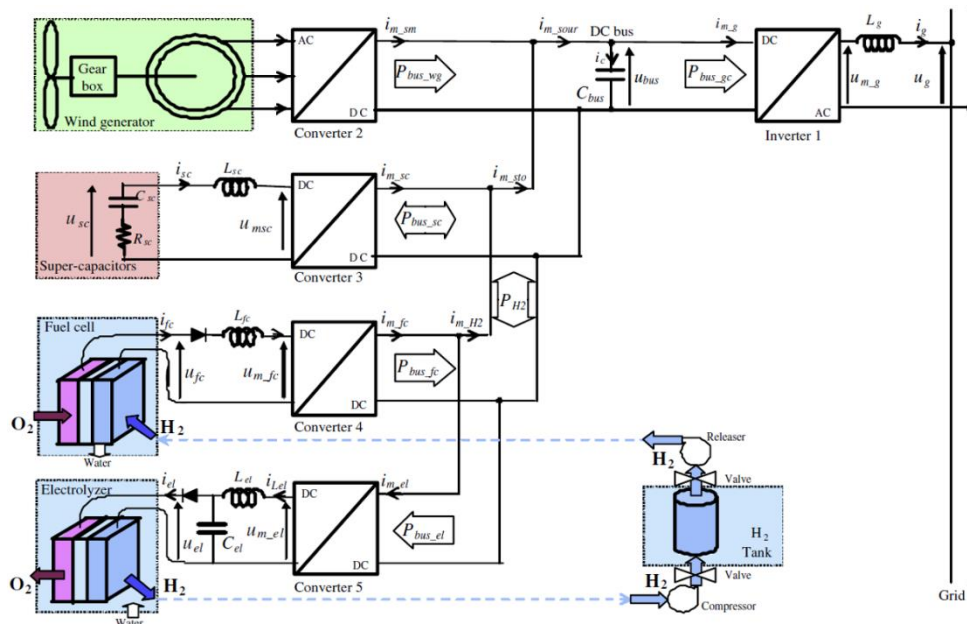 i_m_sm
i_m_sour
DC bus
i_m_g
L_g
i_g
AC
DC
P_bus_wg
i_c
C_bus
u_bus
P_bus_gc
DC
AC
u_m_g
u_g
Gear
box
Wind generator
Converter 2
Inverter 1
i_sc
L_sc
i_m_sc
i_m_sto
C_sc
u_sc
R_sc
u_msc
DC
DC
P_bus_sc
Super-capacitors
Converter 3
P_H2
Fuel cell
i_fc
L_fc
i_m_fc
i_m_H2
DC
DC
u_fc
u_m_fc
P_bus_fc
O2
H2
Water
Converter 4
H2
Releaser
Valve
Electrolyzer
i_el
L_el
i_Lel
i_m_el
DC
DC
u_el
C_el
u_m_el
P_bus_el
H2
Tank
O2
H2
Water
Converter 5
H2
Valve
Compressor
Grid